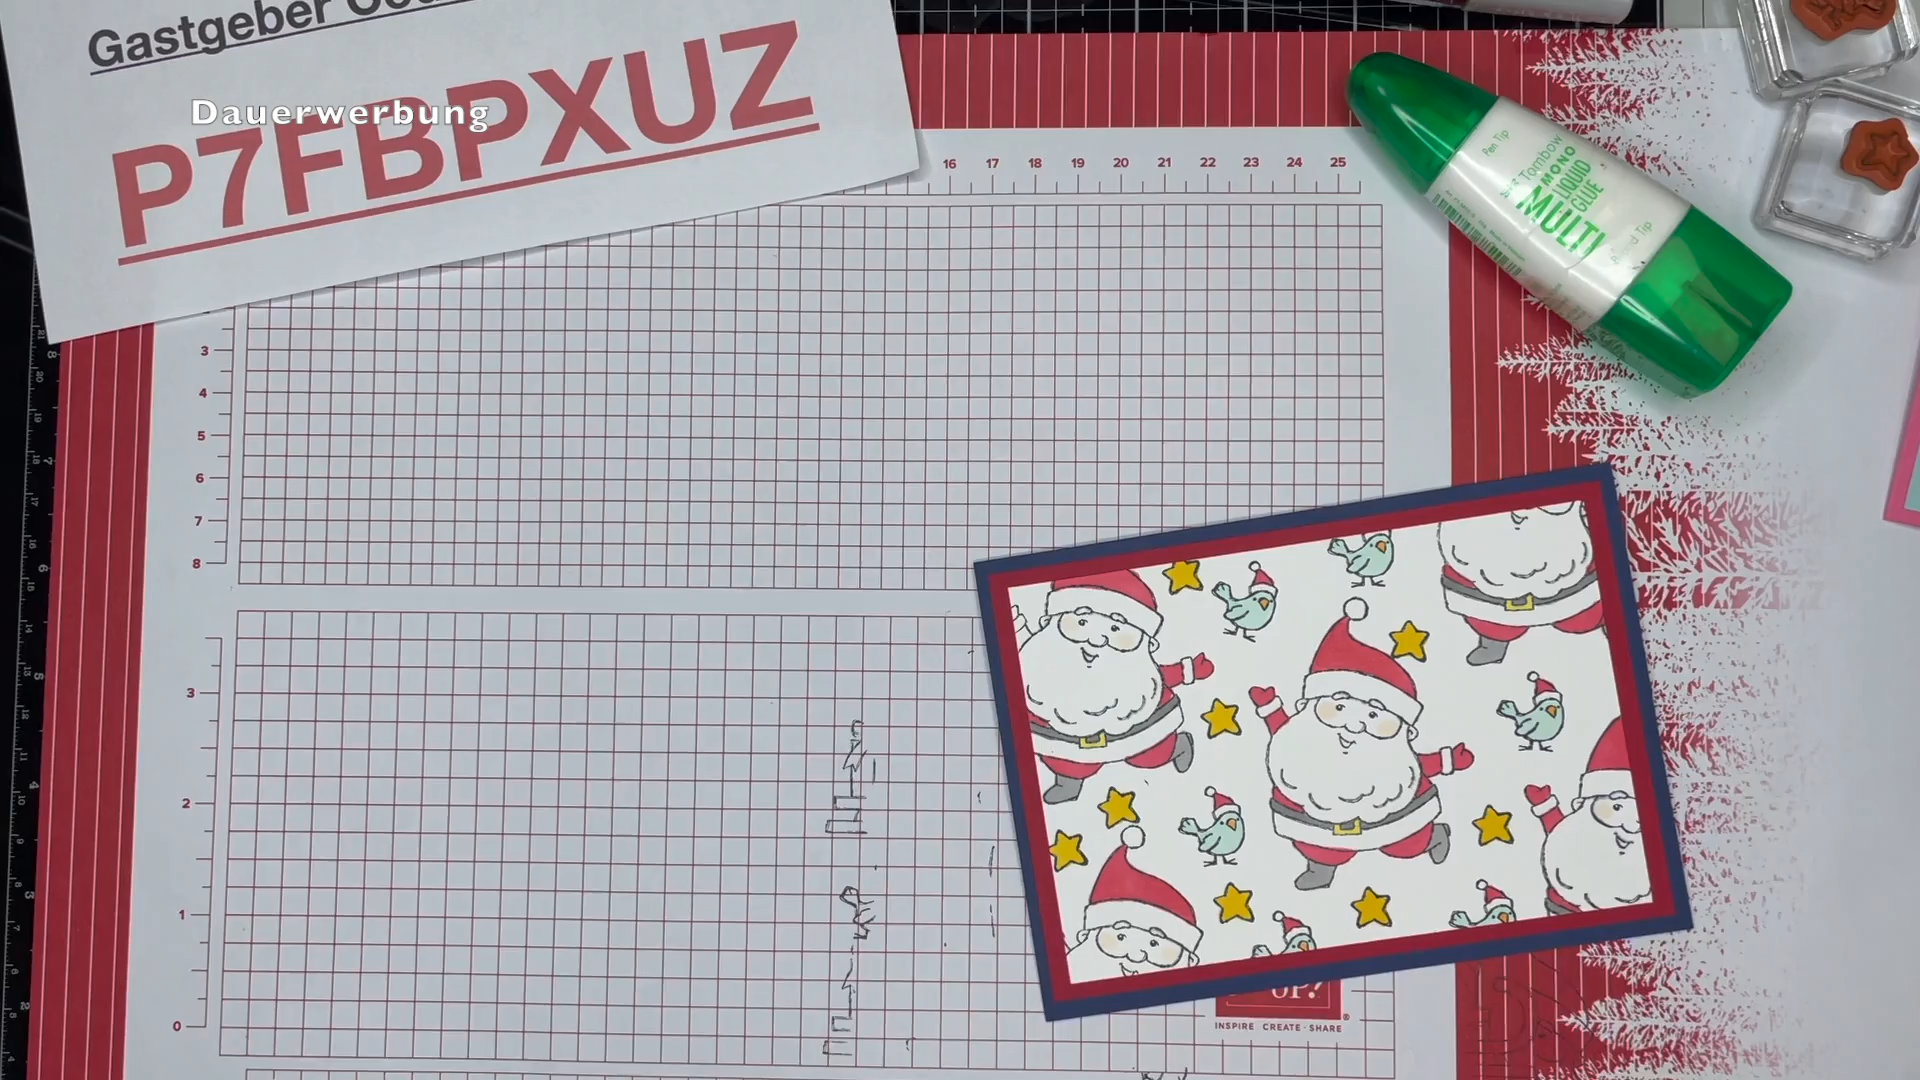 Gastgeber
P7FBPXUZ
Dauerwerbung
16 17 18 19 20 21 22 23 24 25
Pen Tip
Tombow
MONO
LIQUID
GLUE
MULTI
3
4
5
6
7
8
3
2
1
0
UP!
INSPIRE CREATE SHARE